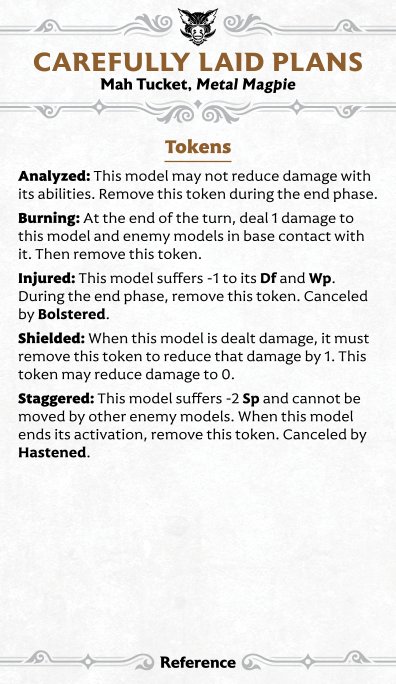 CAREFULLY LAID PLANS
Mah Tucket, Metal Magpie
Tokens
Analyzed: This model may not reduce damage with
its abilities. Remove this token during the end phase.
Burning: At the end of the turn, deal 1 damage to
this model and enemy models in base contact with
it. Then remove this token.
Injured: This model suffers -1 to its Df and Wp.
During the end phase, remove this token. Canceled
by Bolstered.
Shielded: When this model is dealt damage, it must
remove this token to reduce that damage by 1. This
token may reduce damage to 0.
Staggered: This model suffers -2 Sp and cannot be
moved by other enemy models. When this model
ends its activation, remove this token. Canceled by
Hastened.
Reference